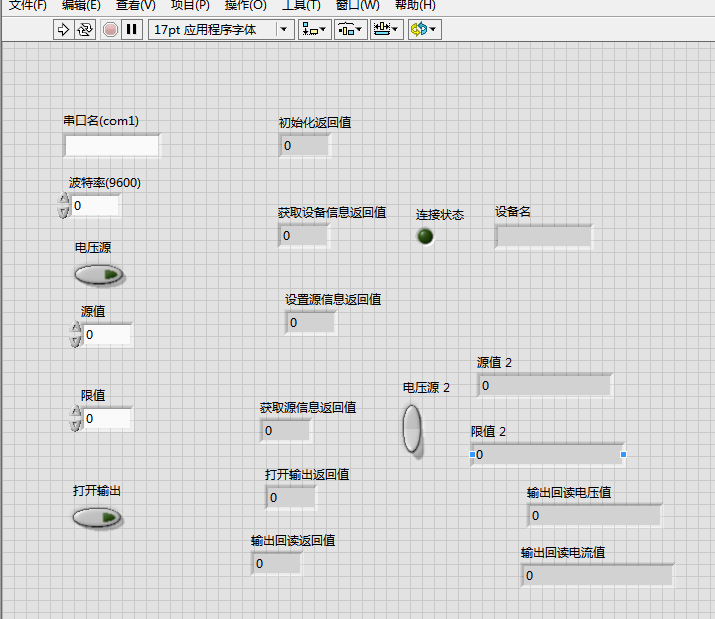 文件(F) 编辑(E) 查看(V) 项目(P) 操作(O) 工具(T) 窗口(W) 帮助(H)
17pt 应用程序字体
串口名(com1)
初始化返回值
0
波特率(9600)
0
获取设备信息返回值
0
连接状态
设备名
电压源
源值
0
设置源信息返回值
0
限值
0
获取源信息返回值
0
电压源 2
源值 2
0
限值 2
0
打开输出
打开输出返回值
0
输出回读电压值
0
输出回读返回值
0
输出回读电流值
0